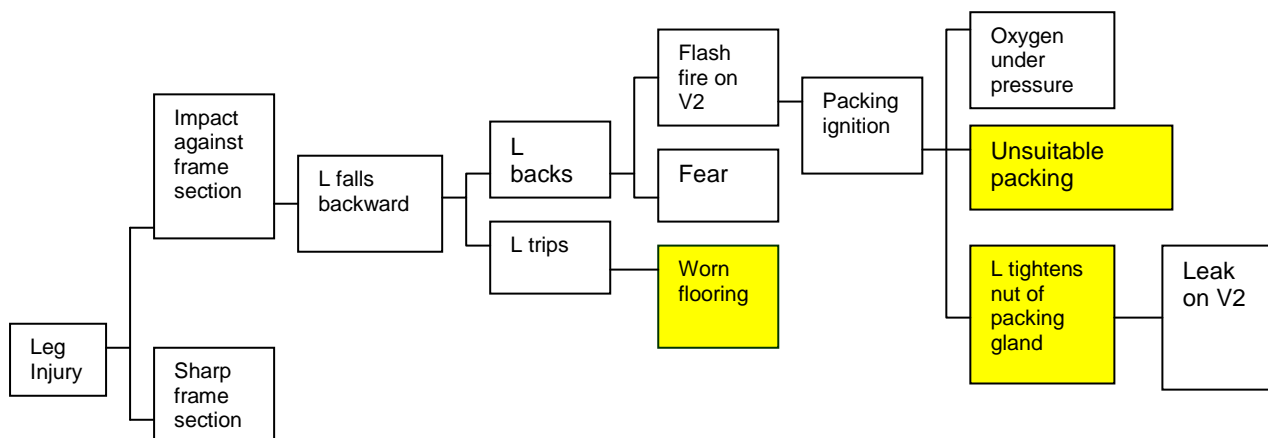 Leg
Injury
Impact
against
frame
section
Sharp
frame
section
L falls
backward
L
backs
L trips
Flash
fire on
V2
Fear
Worn
flooring
Packing
ignition
Oxygen
under
pressure
Unsuitable
packing
L tightens
nut of
packing
gland
Leak
on V2